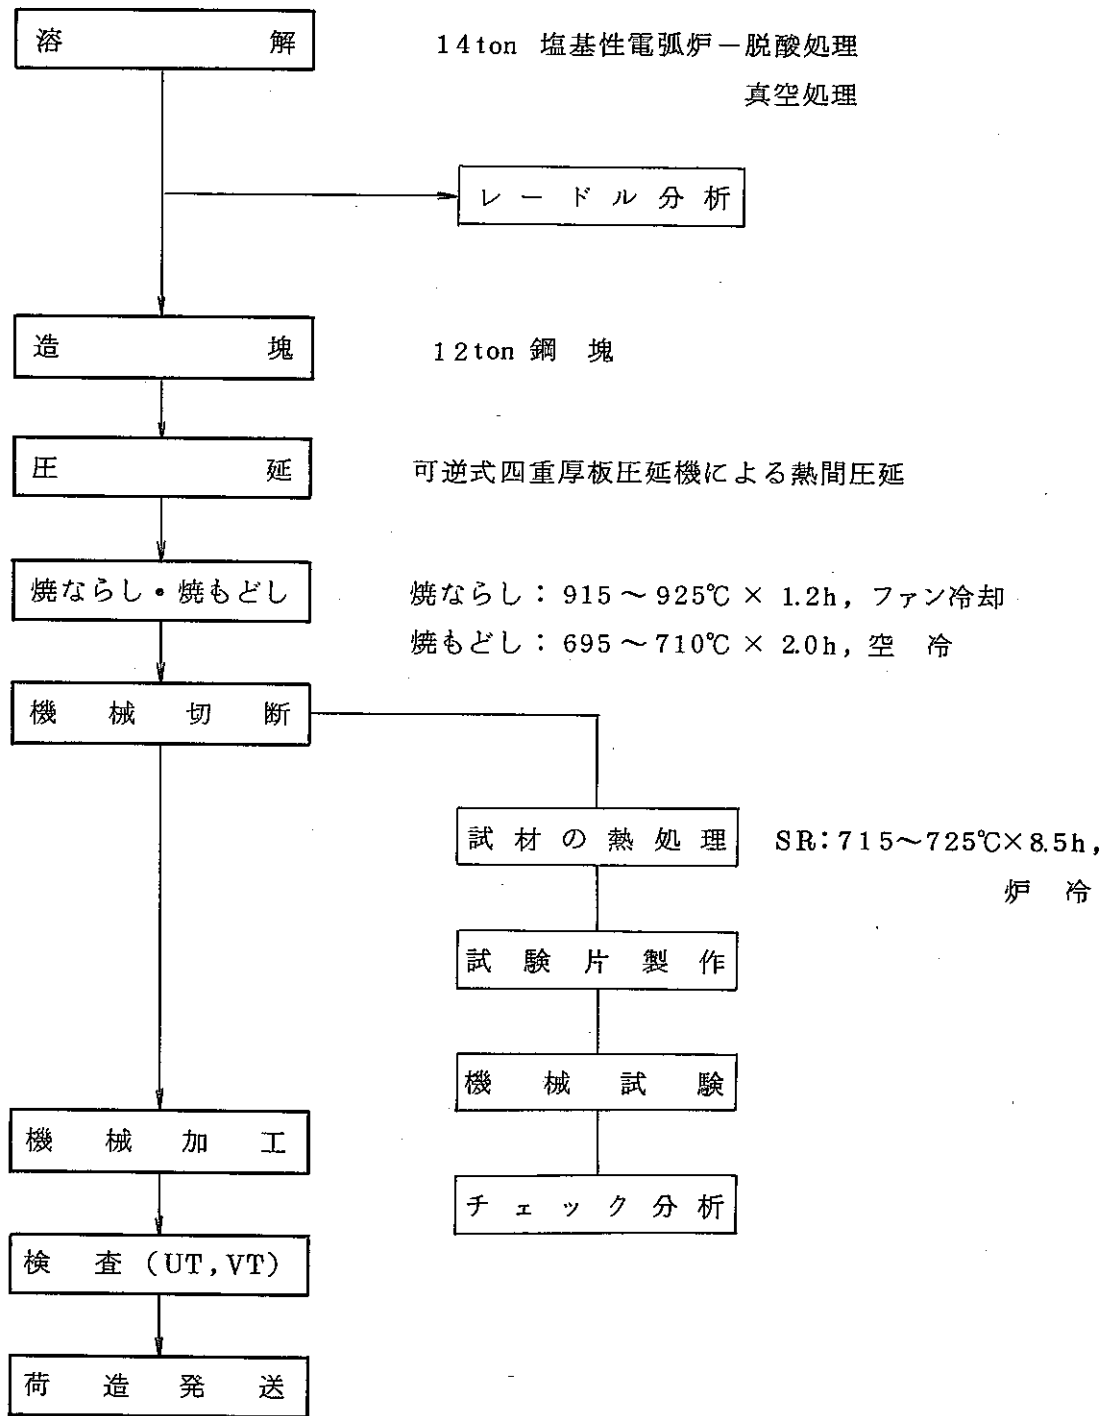 溶解
14ton 塩基性電弧炉－脱酸処理
真空処理
レードル分析
造塊
12ton 鋼 塊
圧延
可逆式四重厚板圧延機による熱間圧延
焼ならし・焼もどし
焼ならし：915～925℃ × 1.2h，ファン冷却
焼もどし：695～710℃ × 2.0h，空 冷
機械切断
試材の熱処理
SR：715～725℃×8.5h，
炉 冷
試験片製作
機械試験
機械加工
チェック分析
検 査（UT，VT）
荷造発送